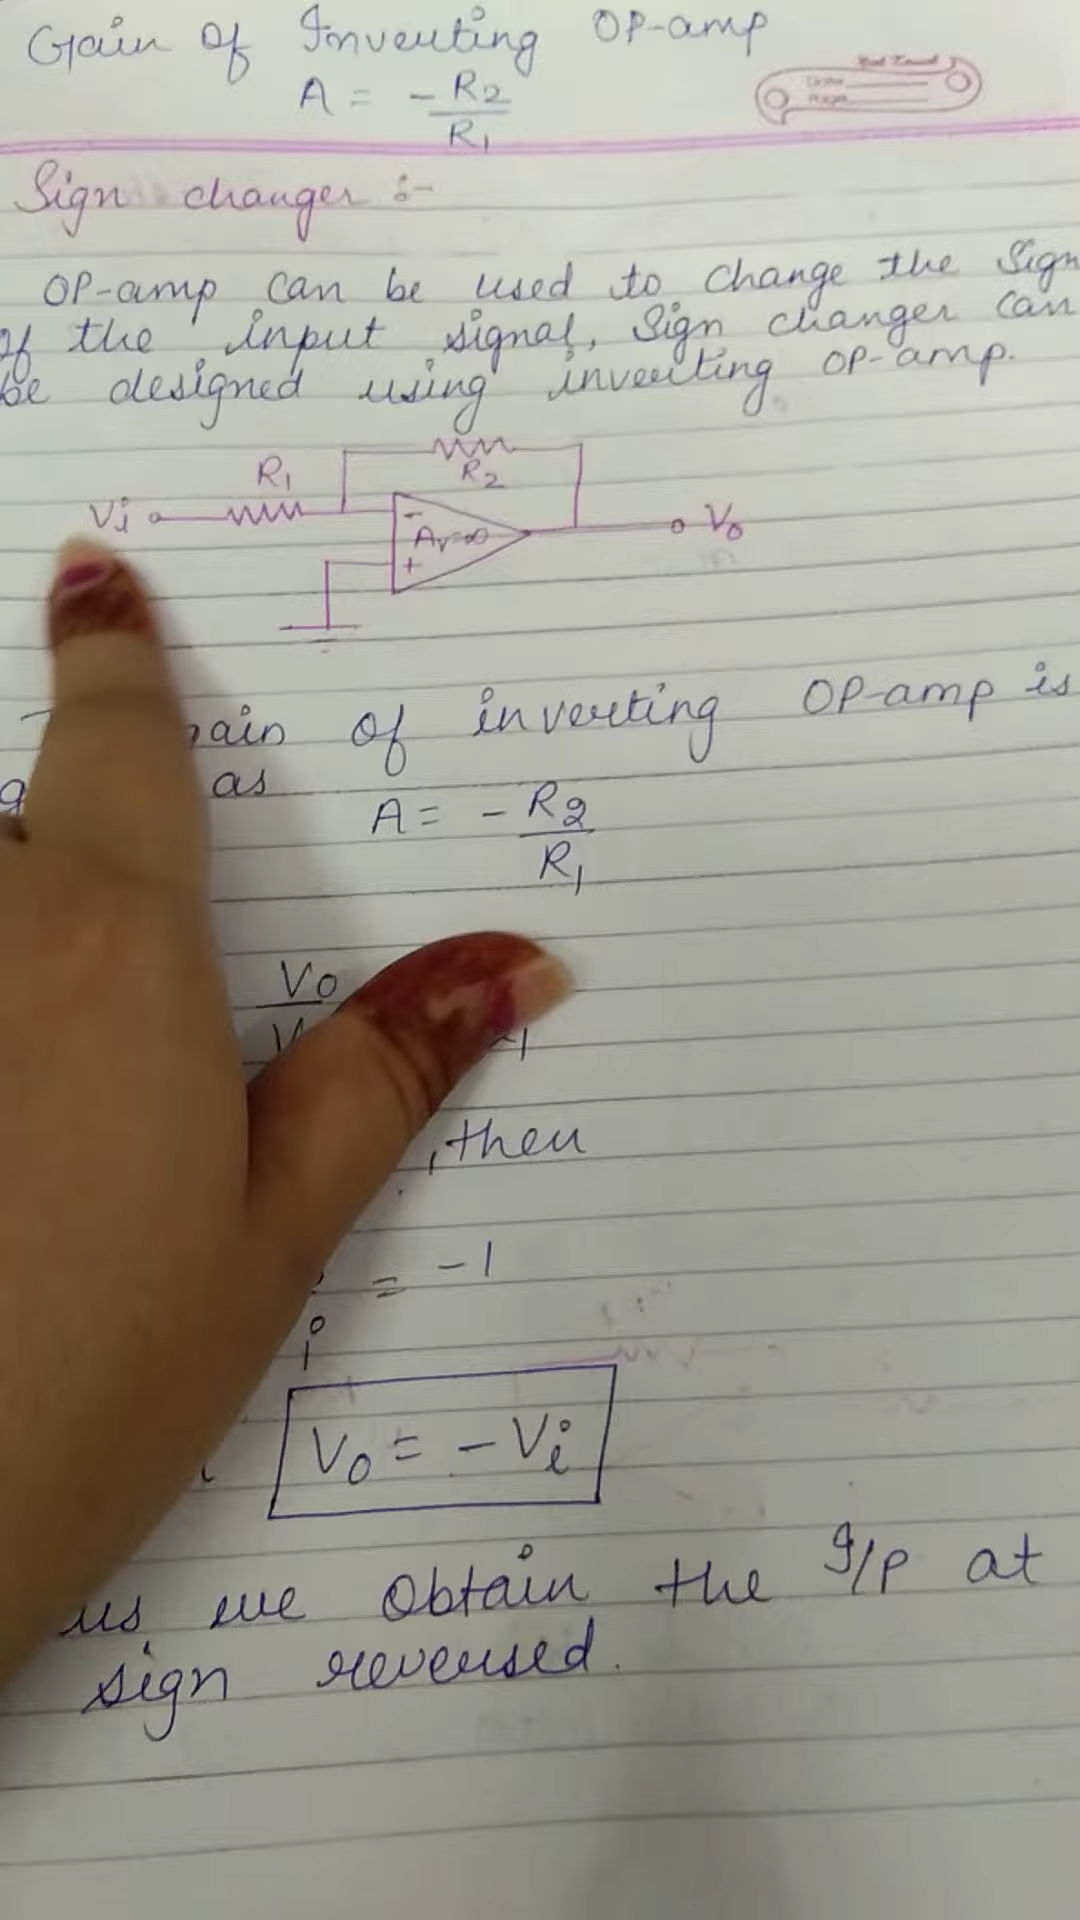 Gain of Inverting OP-amp
A = -R2
R1
Sign changer :-
OP-amp can be used to change the sign
of the input signal, Sign changer can
be designed using inverting OP-amp.
R1
R2
Vi
-
Av=∞
+
Vo
of inverting OP-amp is
as
A = -R2
R1
Vo
, then
= -1
i
Vo = -Vi
we Obtain the I/P at
sign reversed.